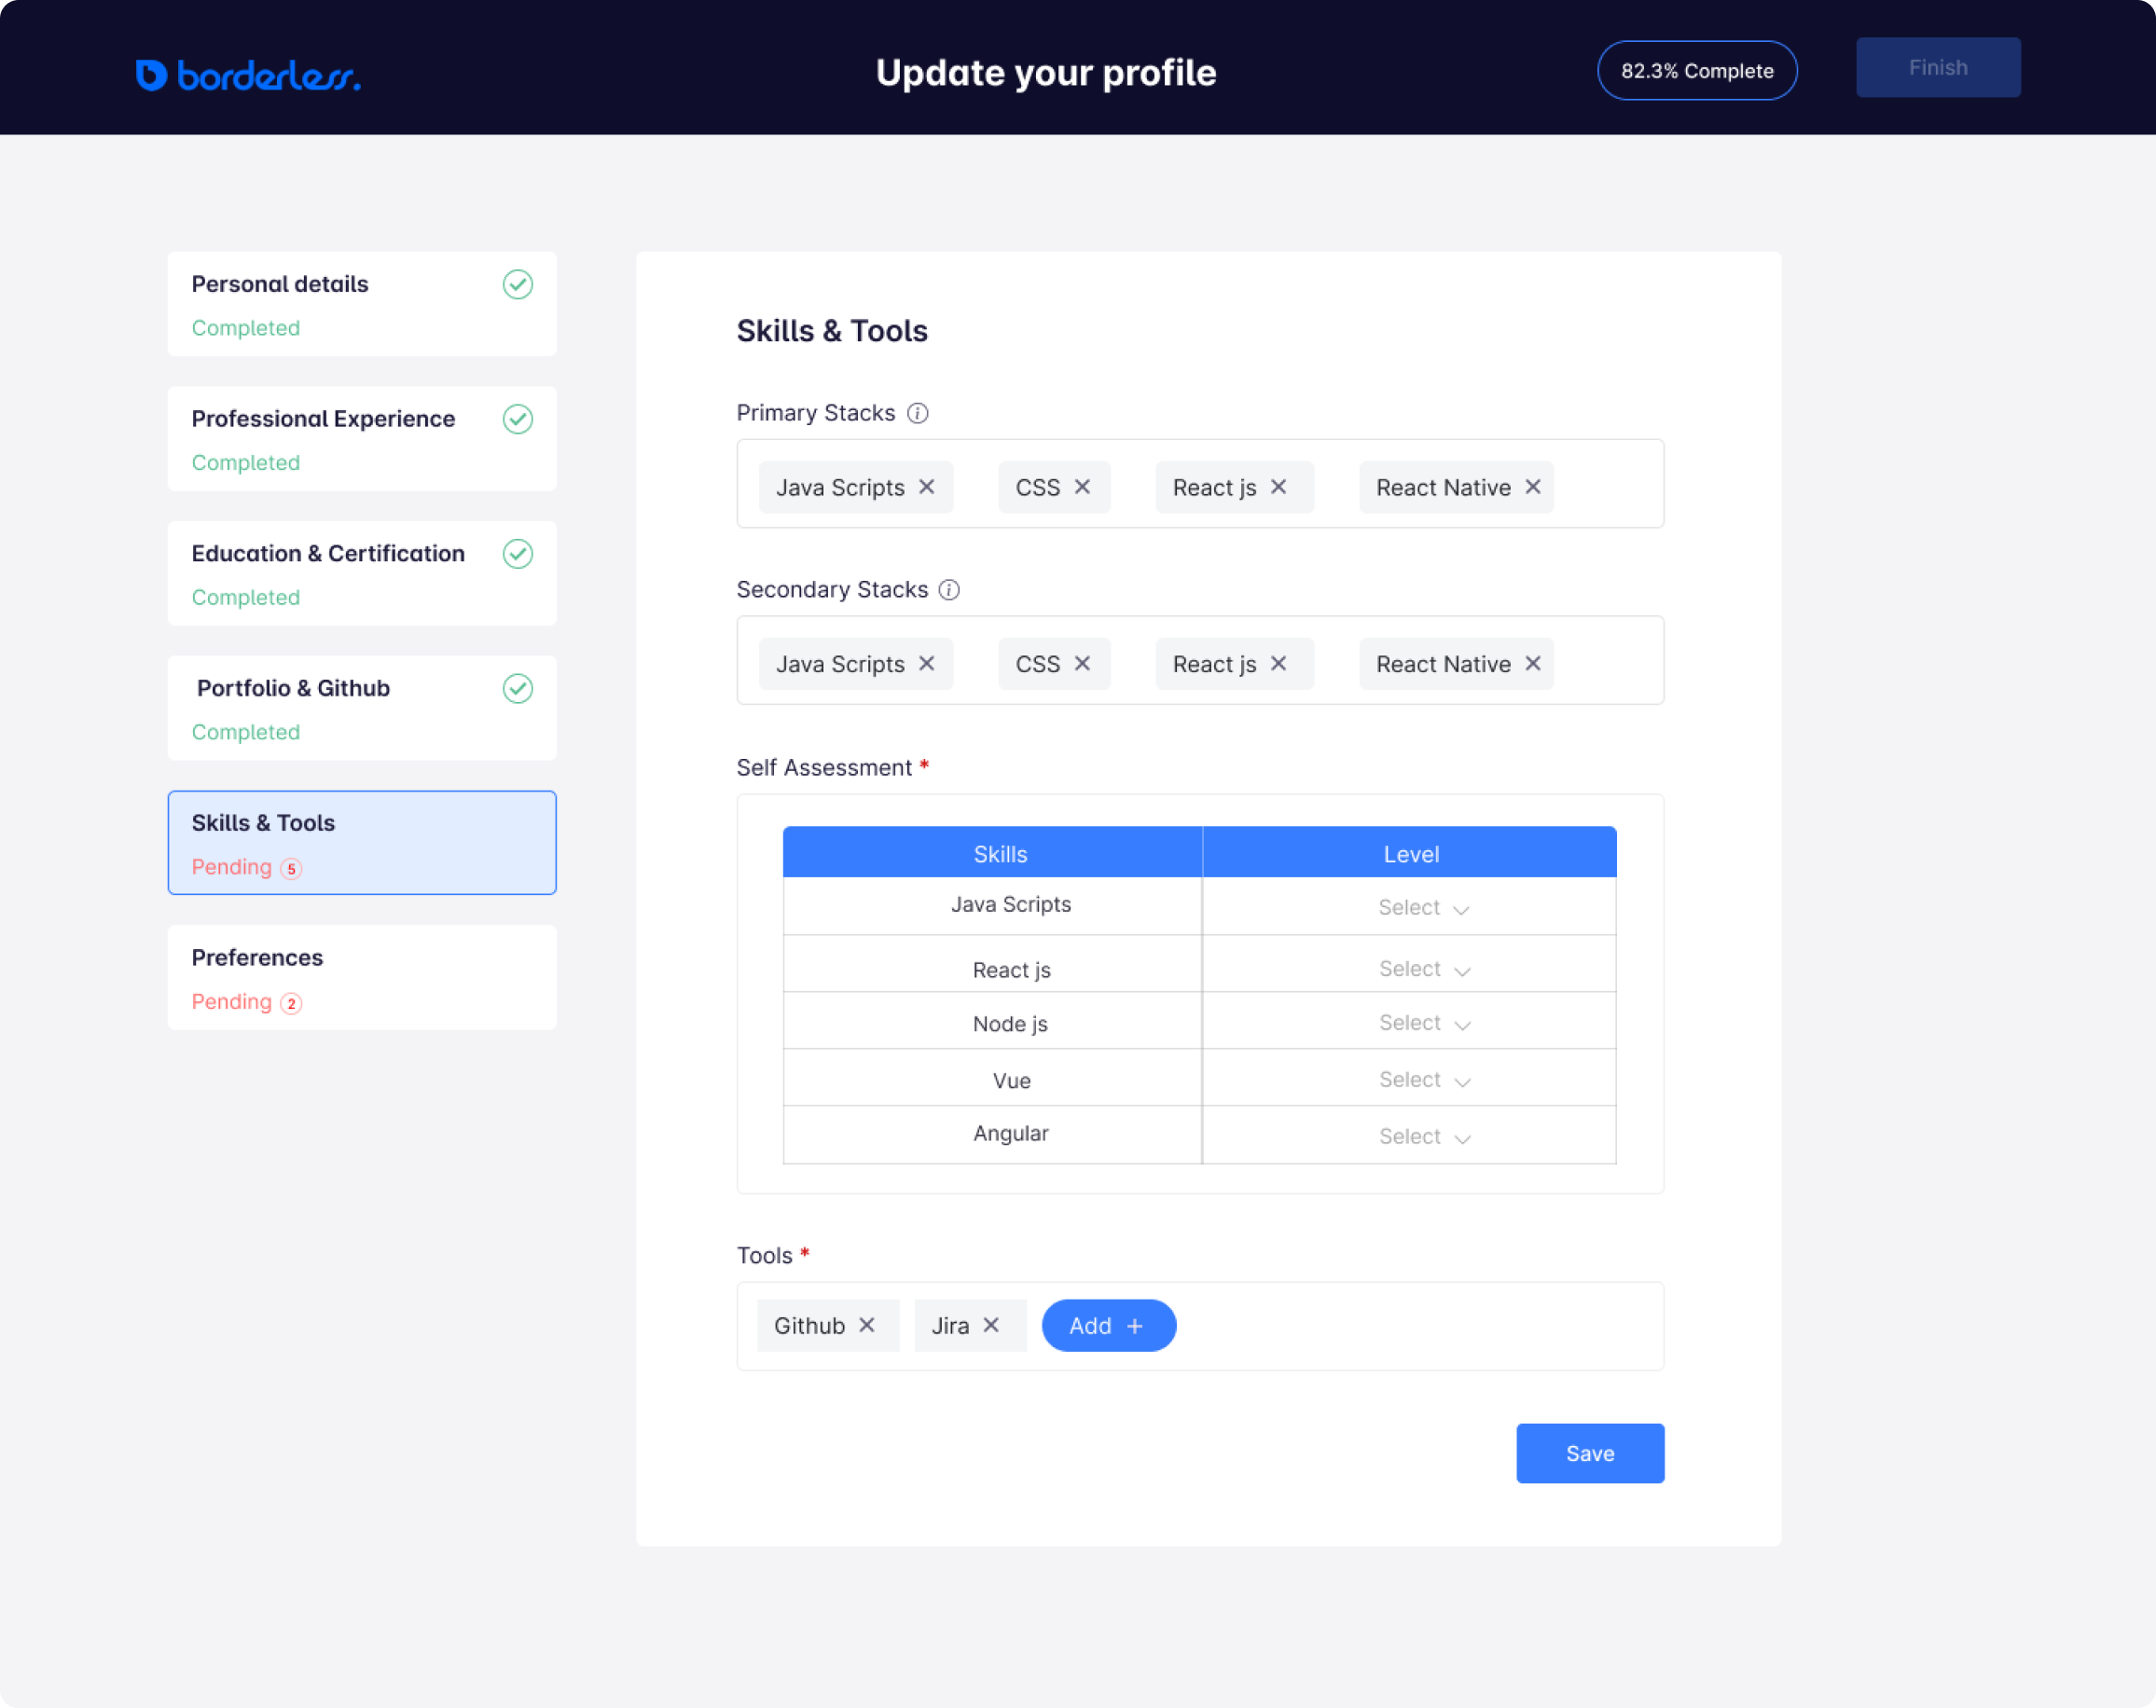 borderless.
Update your profile
82.3% Complete
Finish
Personal details
Completed
Professional Experience
Completed
Education & Certification
Completed
Portfolio & Github
Completed
Skills & Tools
Pending 5
Preferences
Pending 2
Skills & Tools
Primary Stacks i
Java Scripts CSS React js React Native
Secondary Stacks i
Java Scripts CSS React js React Native
Self Assessment *
Skills Level
Java Scripts Select
React js Select
Node js Select
Vue Select
Angular Select
Tools *
Github Jira Add +
Save